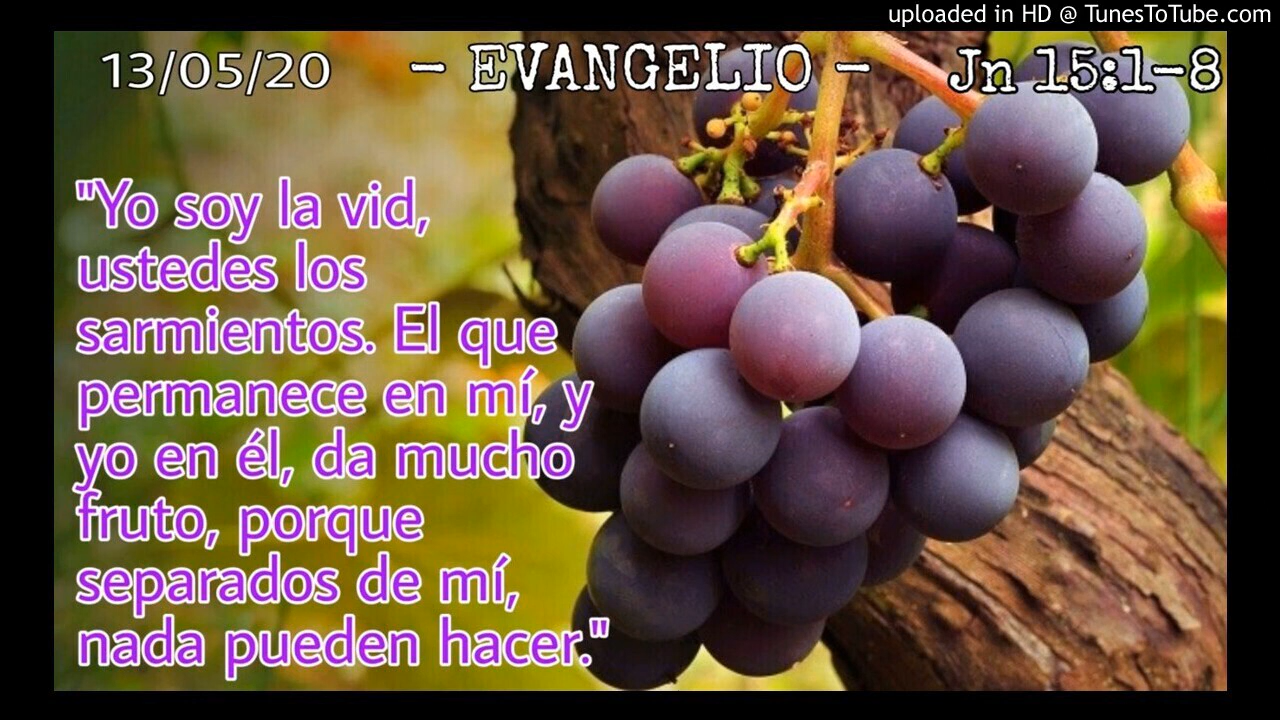 uploaded in HD @ TunesToTube.com
13/05/20 - EVANGELIO - Jn 15:1-8
"Yo soy la vid,
ustedes los
sarmientos. El que
permanece en mí, y
yo en él, da mucho
fruto, porque
separados de mí,
nada pueden hacer."